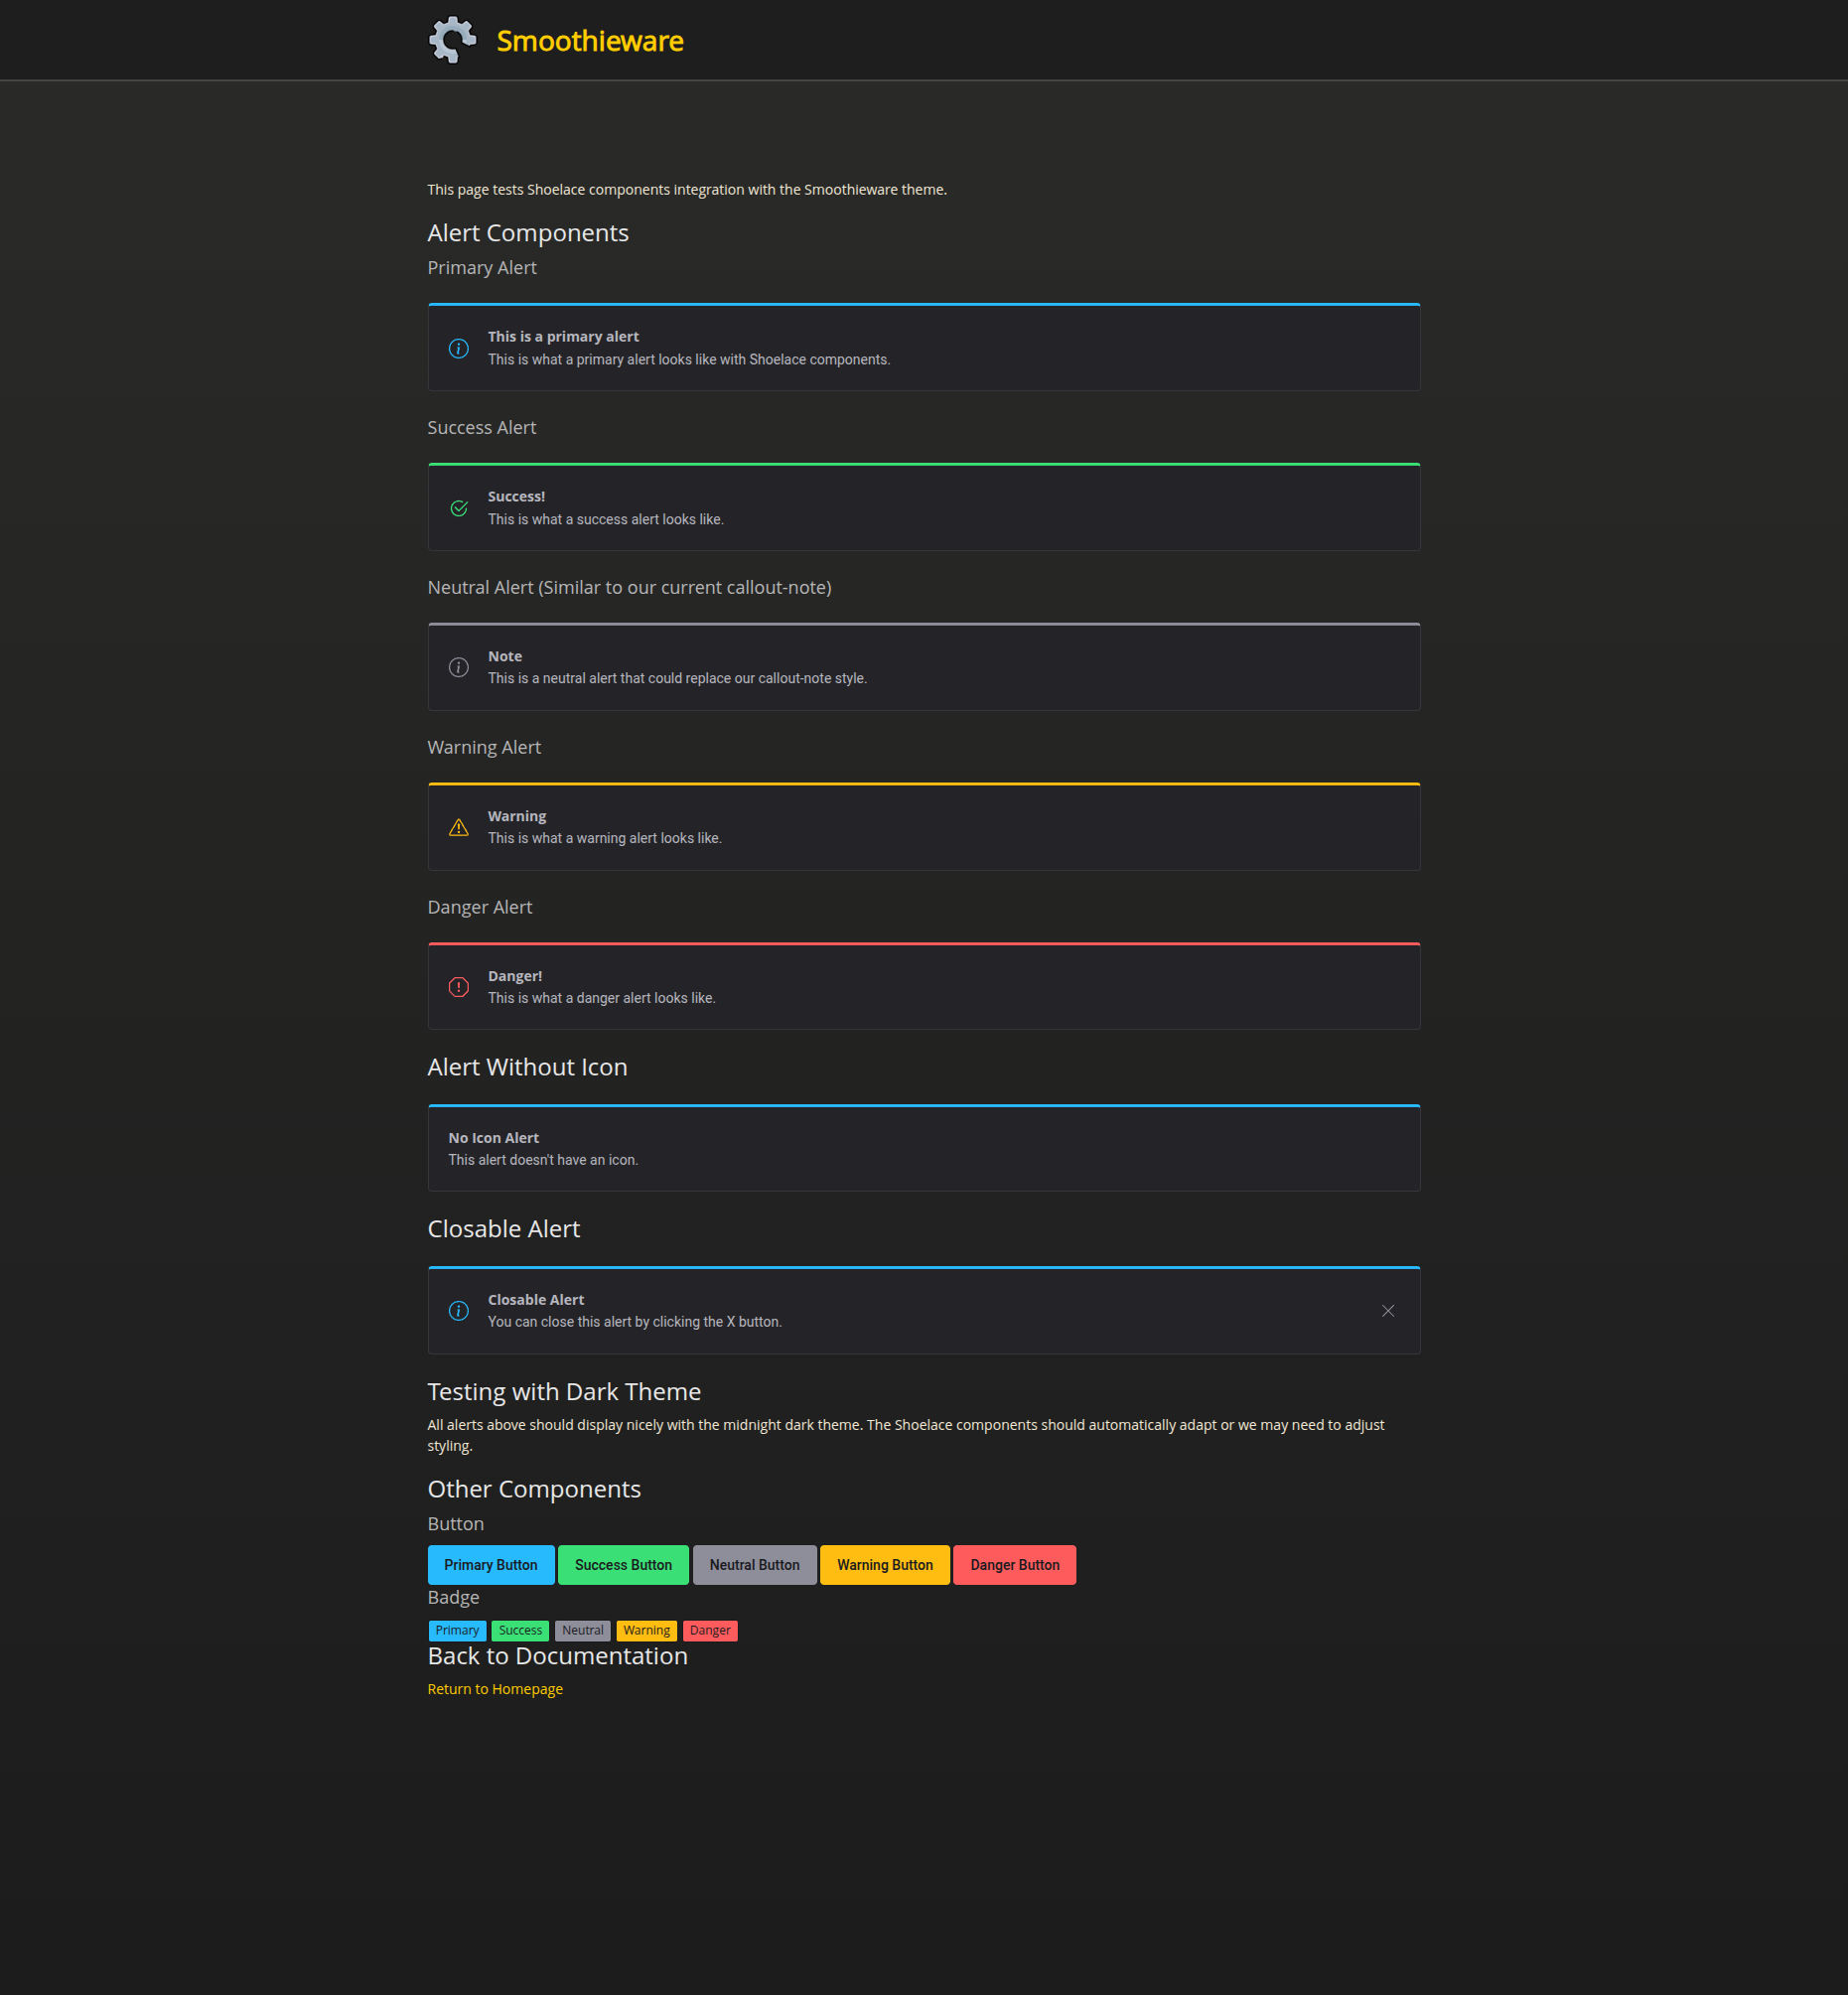 Smoothieware
This page tests Shoelace components integration with the Smoothieware theme.
Alert Components
Primary Alert
This is a primary alert
This is what a primary alert looks like with Shoelace components.
Success Alert
Success!
This is what a success alert looks like.
Neutral Alert (Similar to our current callout-note)
Note
This is a neutral alert that could replace our callout-note style.
Warning Alert
Warning
This is what a warning alert looks like.
Danger Alert
Danger!
This is what a danger alert looks like.
Alert Without Icon
No Icon Alert
This alert doesn't have an icon.
Closable Alert
Closable Alert
You can close this alert by clicking the X button.
Testing with Dark Theme
All alerts above should display nicely with the midnight dark theme. The Shoelace components should automatically adapt or we may need to adjust
styling.
Other Components
Button
Primary Button Success Button Neutral Button Warning Button Danger Button
Badge
Primary Success Neutral Warning Danger
Back to Documentation
Return to Homepage